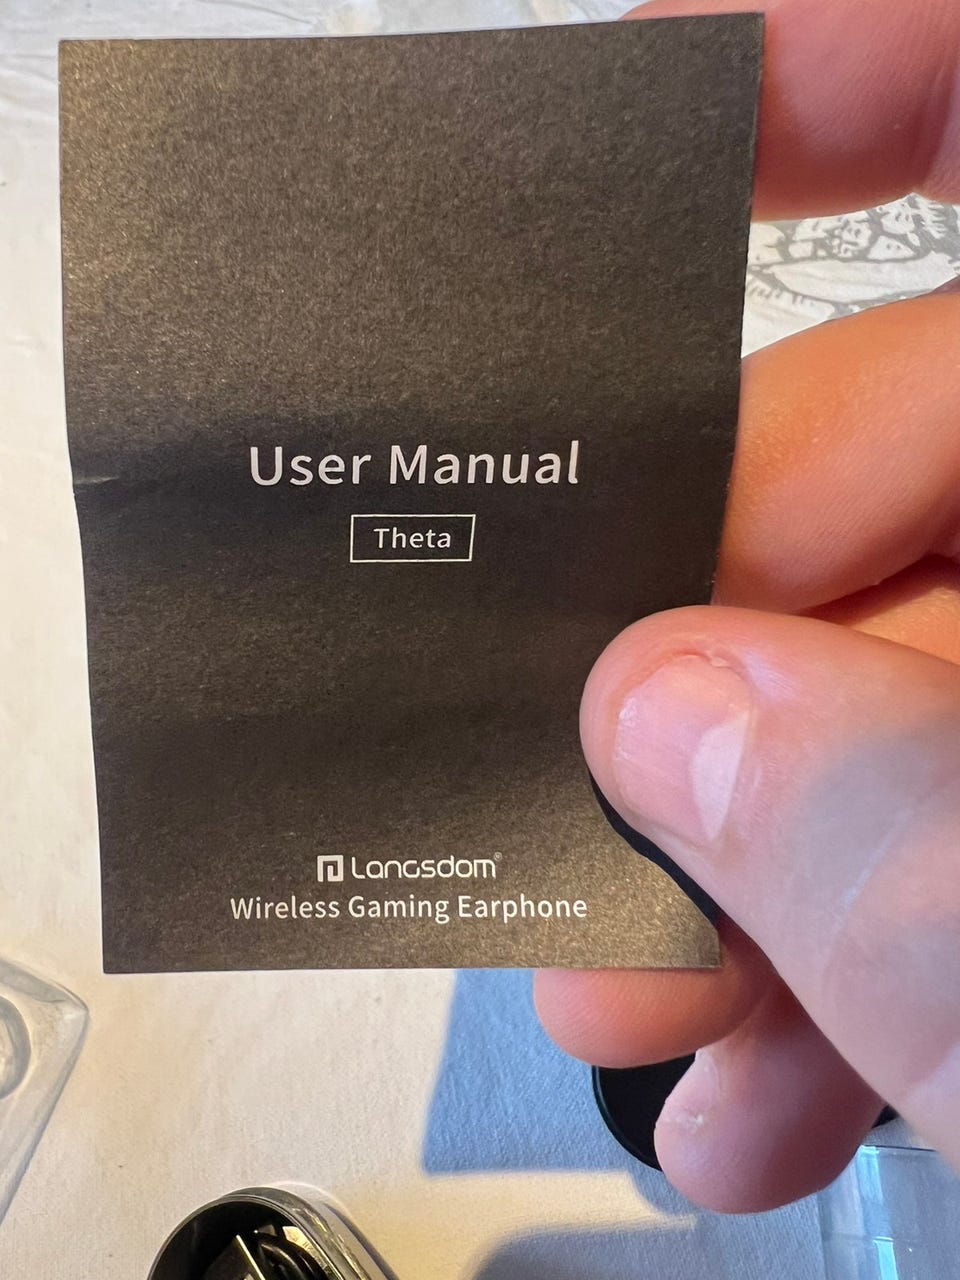 User Manual
Theta
Langsdom®
Wireless Gaming Earphone